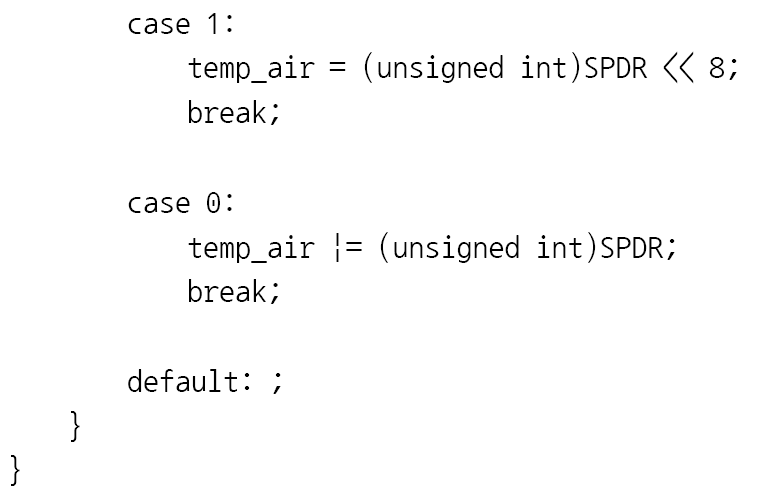 case 1:
temp_air = (unsigned int)SPDR << 8;
break;
case 0:
temp_air |= (unsigned int)SPDR;
break;
default: ;
}
}